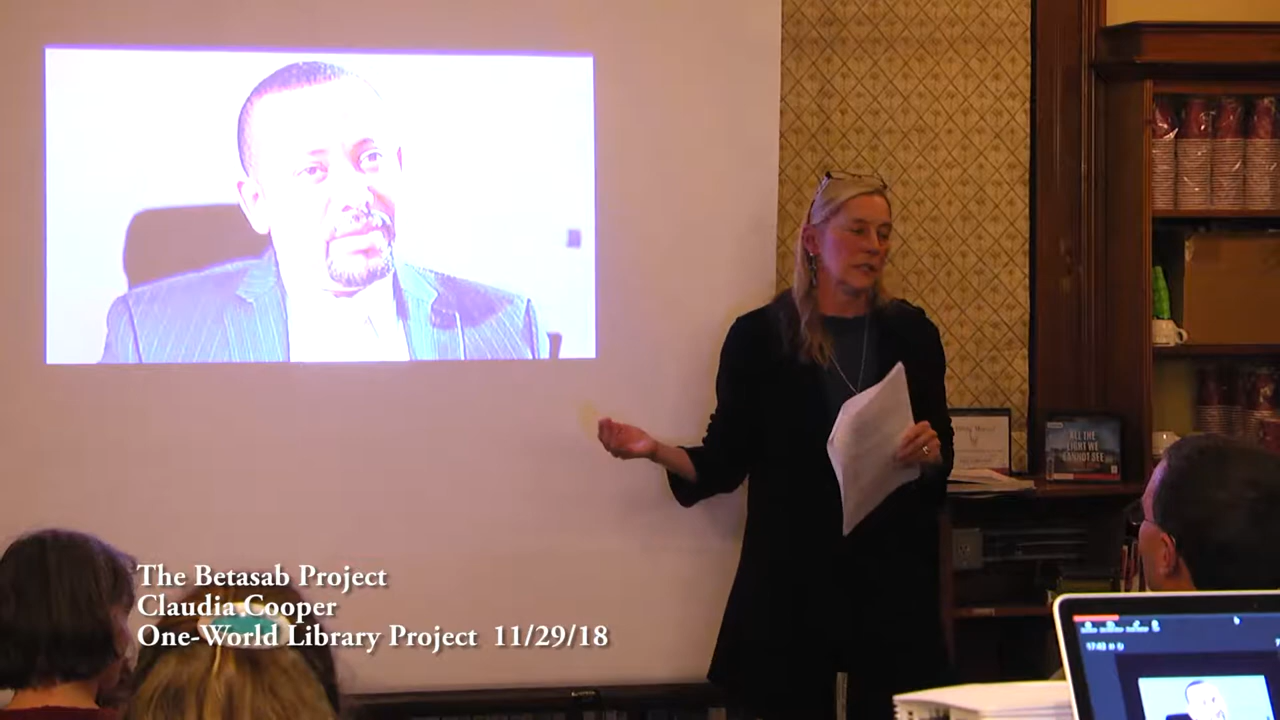 The Betasab Project
Claudia Cooper
One-World Library Project 11/29/18
ALL THE
LIGHT WE
CANNOT SEE